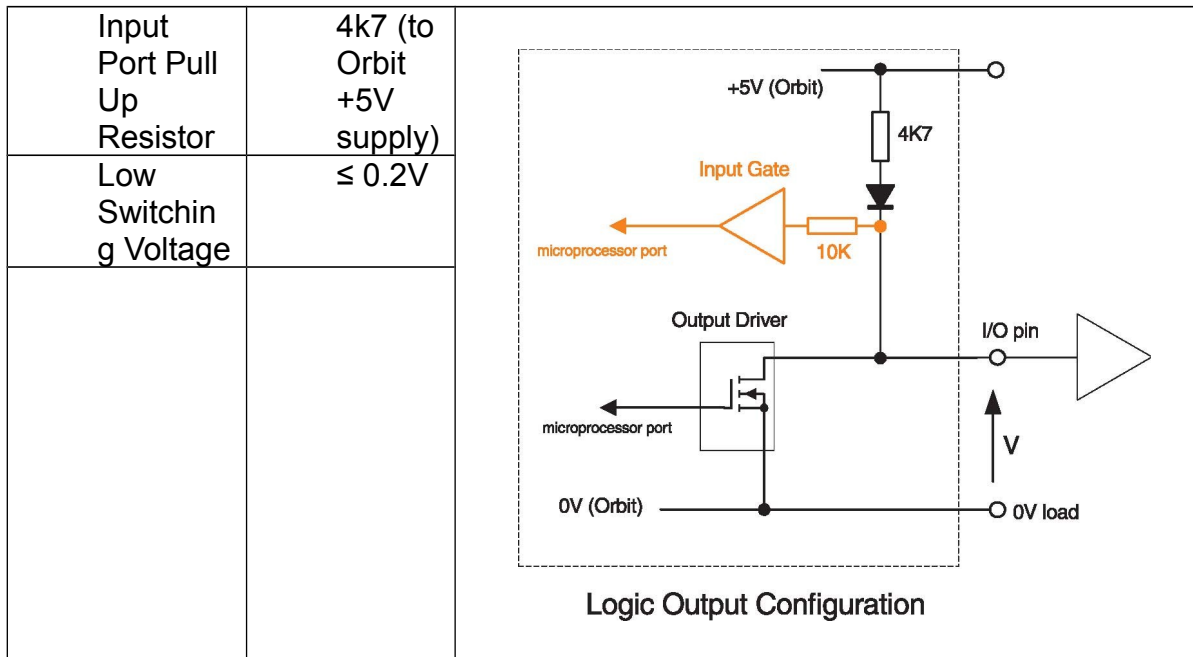 Input
Port Pull
Up
Resistor
4k7 (to
Orbit
+5V
supply)
Low
Switchin
g Voltage
≤ 0.2V
+5V (Orbit)
4K7
Input Gate
microprocessor port
10K
Output Driver
I/O pin
microprocessor port
V
0V (Orbit)
0V load
Logic Output Configuration